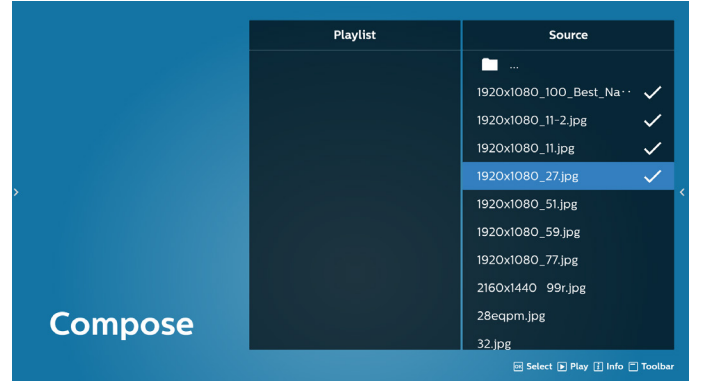 Playlist
Source
...
1920x1080_100_Best_Na··
1920x1080_11-2.jpg
1920x1080_11.jpg
1920x1080_27.jpg
1920x1080_51.jpg
1920x1080_59.jpg
1920x1080_77.jpg
2160x1440 99r.jpg
28eqpm.jpg
32.jpg
Compose
OK Select Play i Info Toolbar